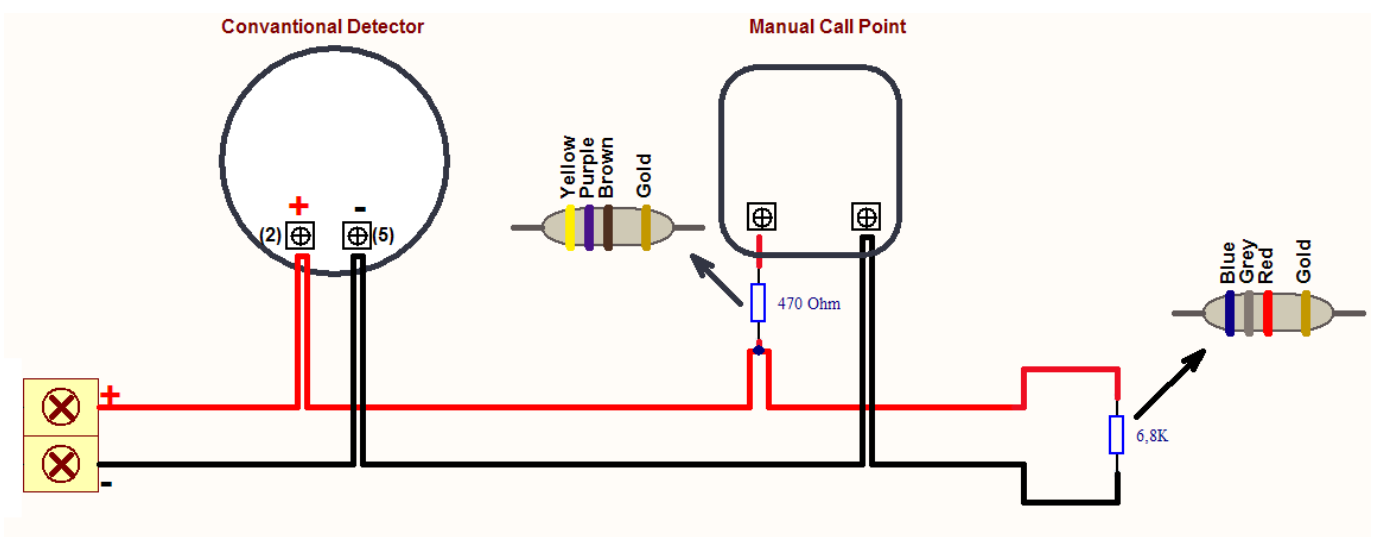 Convantional Detector
Manual Call Point
Yellow
Purple
Brown
Gold
+
-
(2)
(5)
470 Ohm
Blue
Grey
Red
Gold
+
6,8K
-